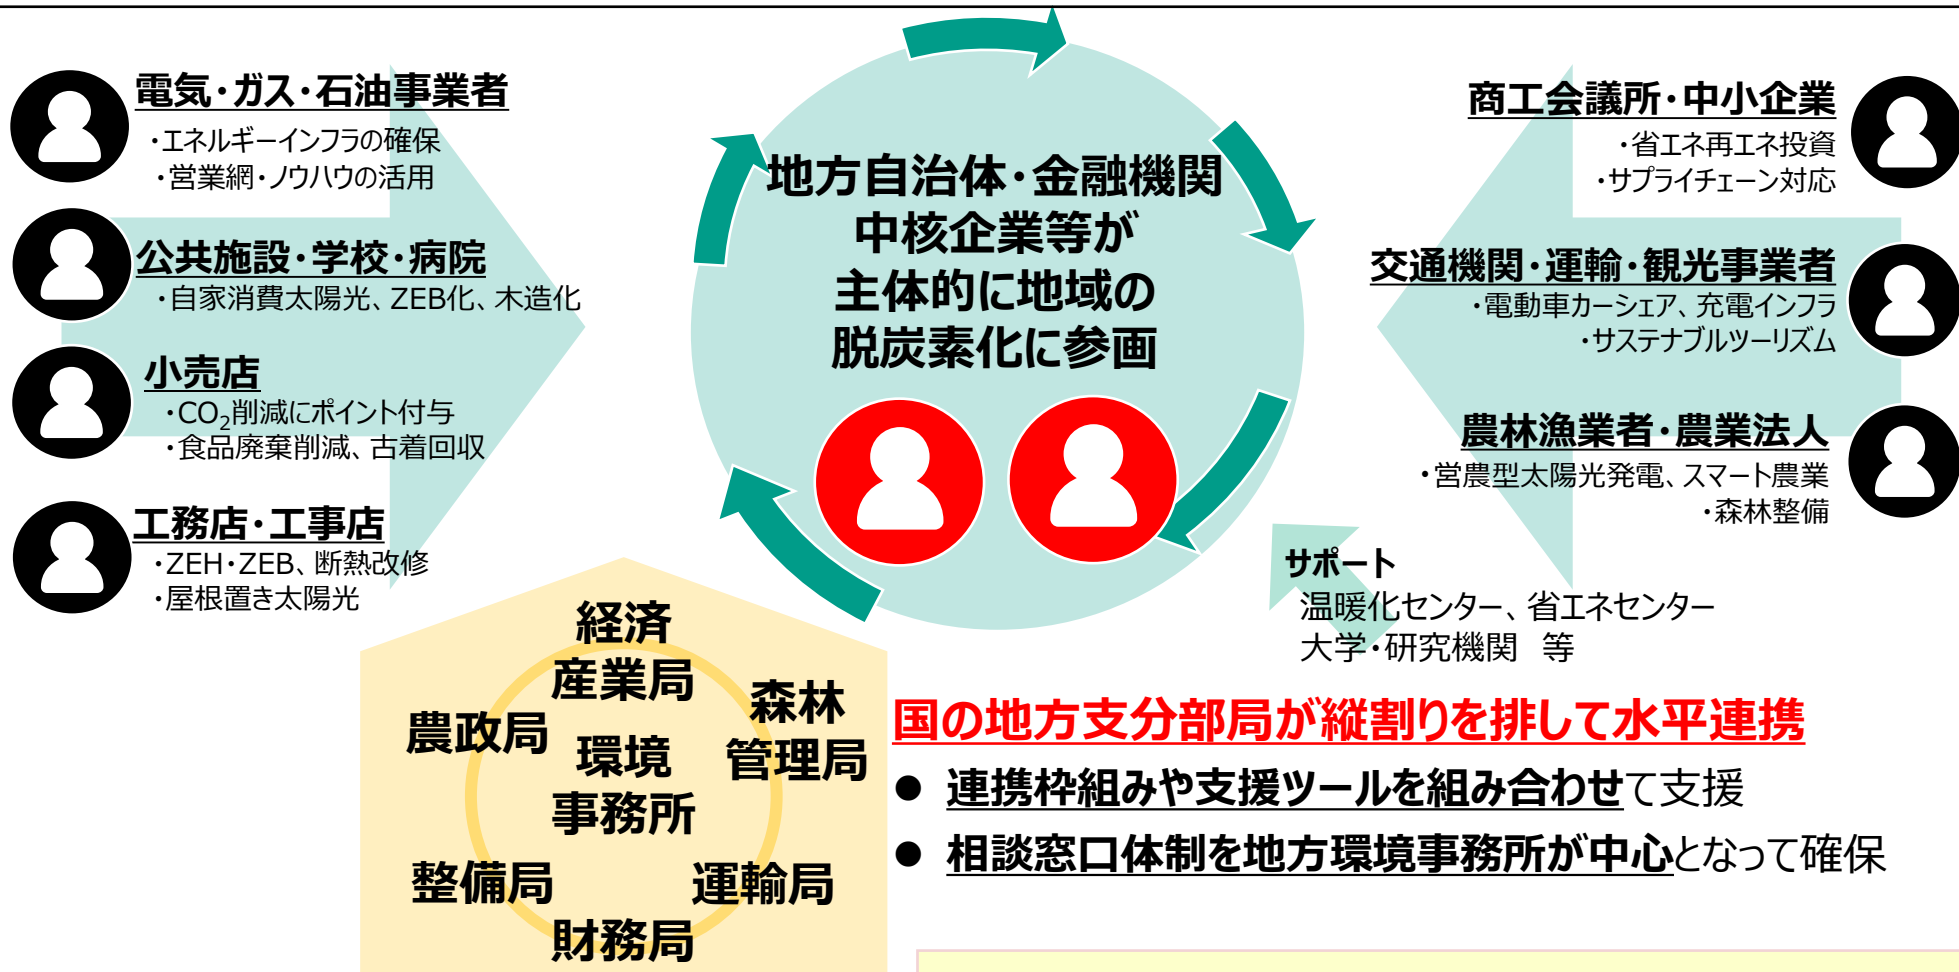 電気・ガス・石油事業者
・エネルギーインフラの確保
・営業網・ノウハウの活用
公共施設・学校・病院
・自家消費太陽光、ZEB化、木造化
小売店
・CO₂削減にポイント付与
・食品廃棄削減、古着回収
工務店・工事店
・ZEH・ZEB、断熱改修
・屋根置き太陽光
地方自治体・金融機関
中核企業等が
主体的に地域の
脱炭素化に参画
商工会議所・中小企業
・省エネ再エネ投資
・サプライチェーン対応
交通機関・運輸・観光事業者
・電動車カーシェア、充電インフラ
・サステナブルツーリズム
農林漁業者・農業法人
・営農型太陽光発電、スマート農業
・森林整備
サポート
温暖化センター、省エネセンター
大学・研究機関　等
経済
産業局
農政局
森林
管理局
環境
事務所
整備局
運輸局
財務局
国の地方支分部局が縦割りを排して水平連携
● 連携枠組みや支援ツールを組み合わせて支援
● 相談窓口体制を地方環境事務所が中心となって確保